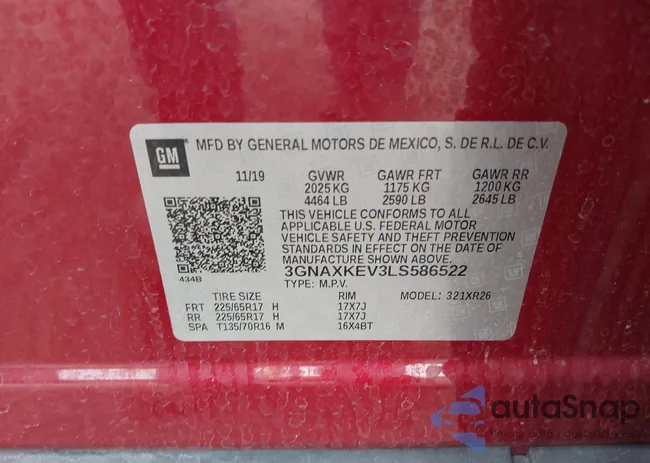 GM
MFD BY GENERAL MOTORS DE MEXICO, S. DE R.L. DE C.V.
11/19 GVWR GAWR FRT GAWR RR
2025 KG 1175 KG 1200 KG
4464 LB 2590 LB 2645 LB
THIS VEHICLE CONFORMS TO ALL
APPLICABLE U.S. FEDERAL MOTOR
VEHICLE SAFETY AND THEFT PREVENTION
STANDARDS IN EFFECT ON THE DATE OF
MANUFACTURE SHOWN ABOVE.
434B
3GNAXKEV3LS586522
TYPE: M.P.V.
TIRE SIZE RIM MODEL: 321XR26
FRT 225/65R17 H 17X7J
RR 225/65R17 H 17X7J
SPA T135/70R16 M 16X4BT
autaSnap